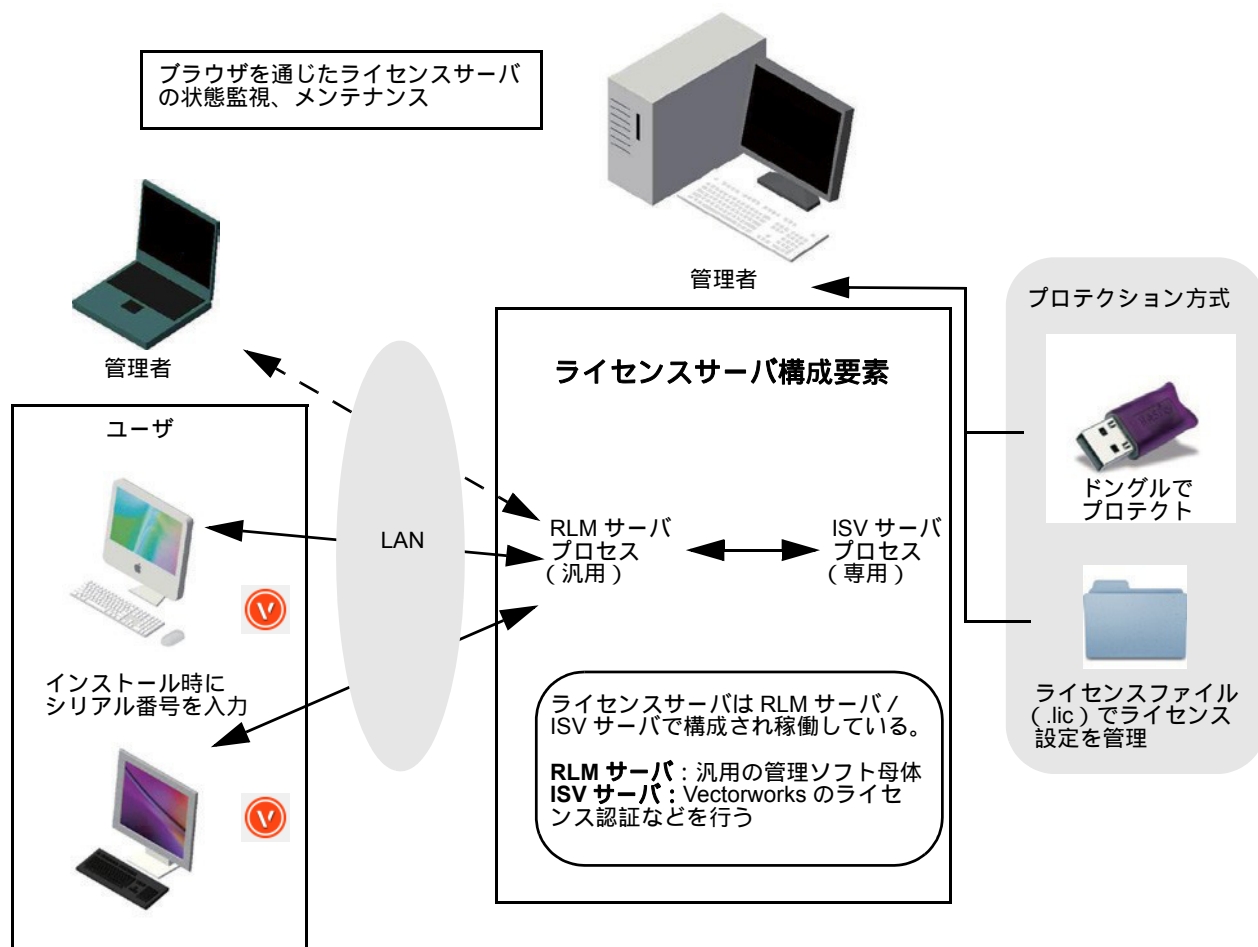 ブラウザを通じたライセンスサーバ
の状態監視、メンテナンス
管理者
管理者
プロテクション方式
ドングルで
プロテクト
ライセンスファイル
（.lic）でライセンス
設定を管理
ユーザ
インストール時に
シリアル番号を入力
LAN
ライセンスサーバ構成要素
RLM サーバ
プロセス
（汎用）
ISV サーバ
プロセス
（専用）
ライセンスサーバは RLM サーバ /
ISV サーバで構成され稼働している。
RLM サーバ：汎用の管理ソフト母体
ISV サーバ：Vectorworks のライセ
ンス認証などを行う